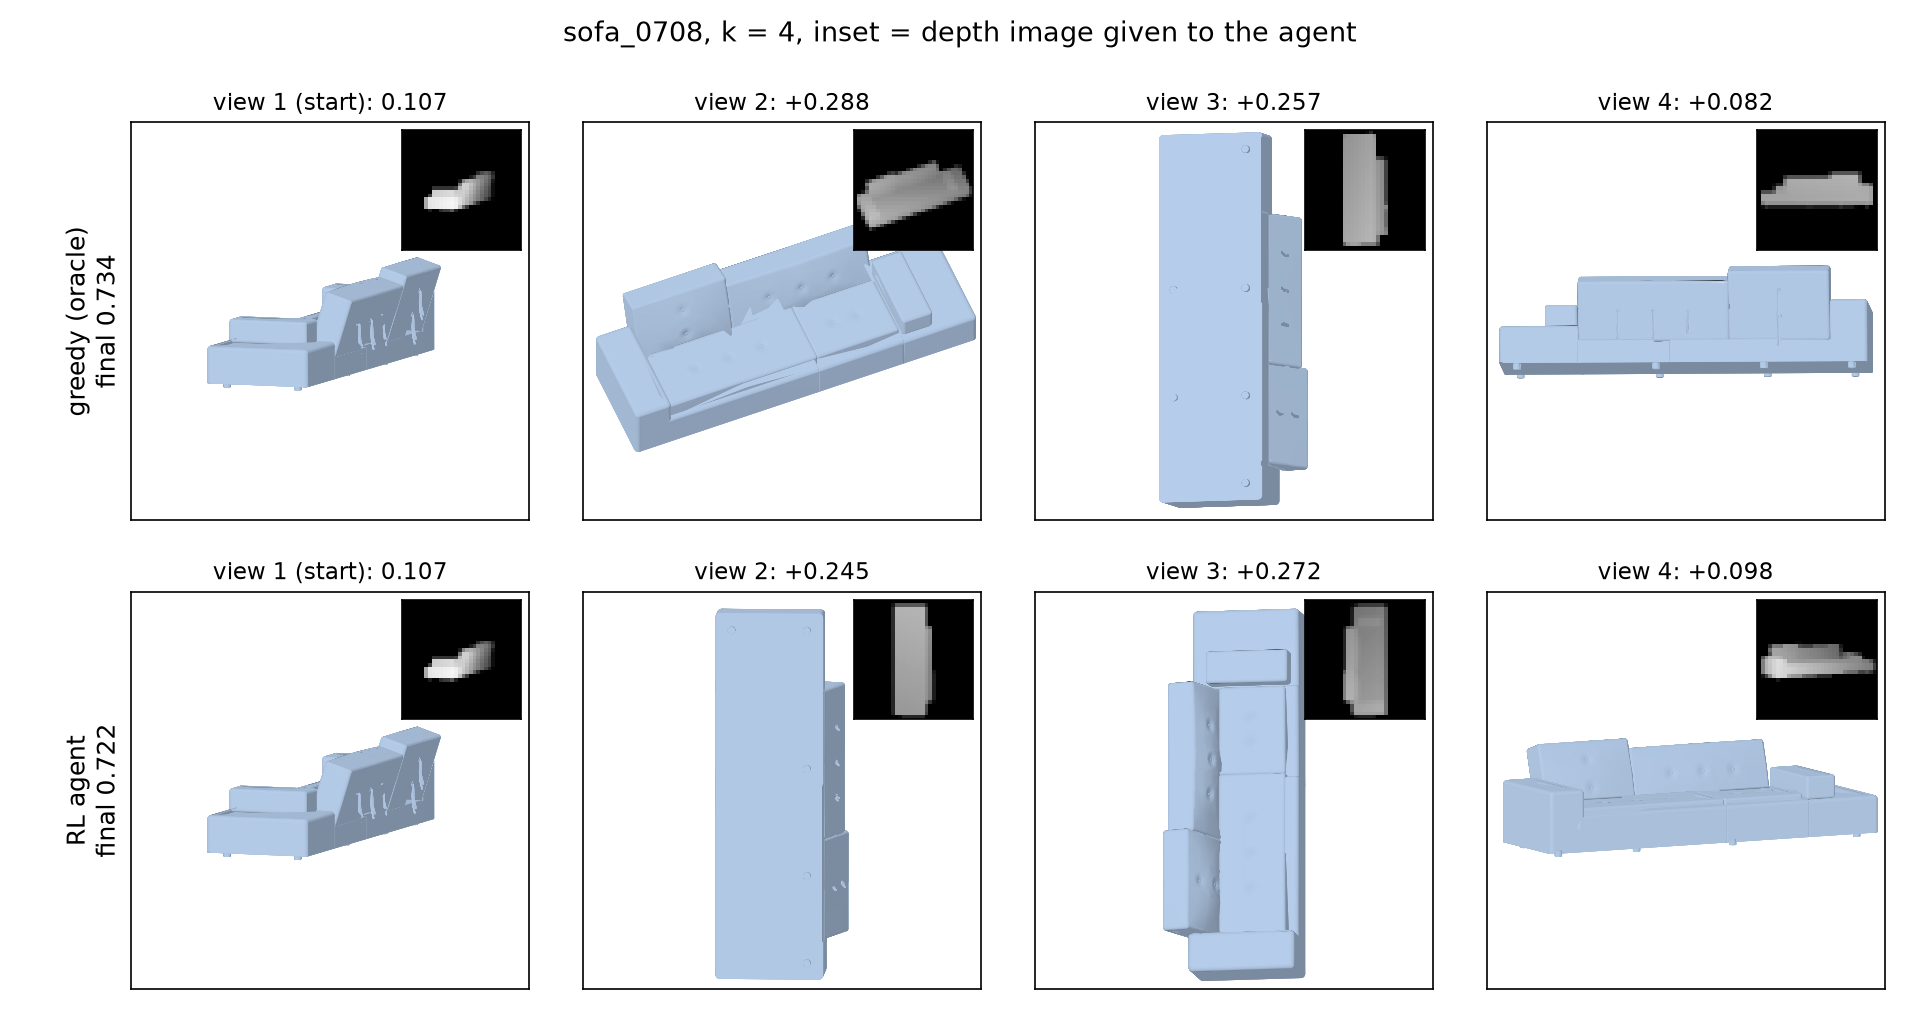 sofa_0708, k = 4, inset = depth image given to the agent
view 1 (start): 0.107
view 2: +0.288
view 3: +0.257
view 4: +0.082
greedy (oracle)
final 0.734
view 1 (start): 0.107
view 2: +0.245
view 3: +0.272
view 4: +0.098
RL agent
final 0.722